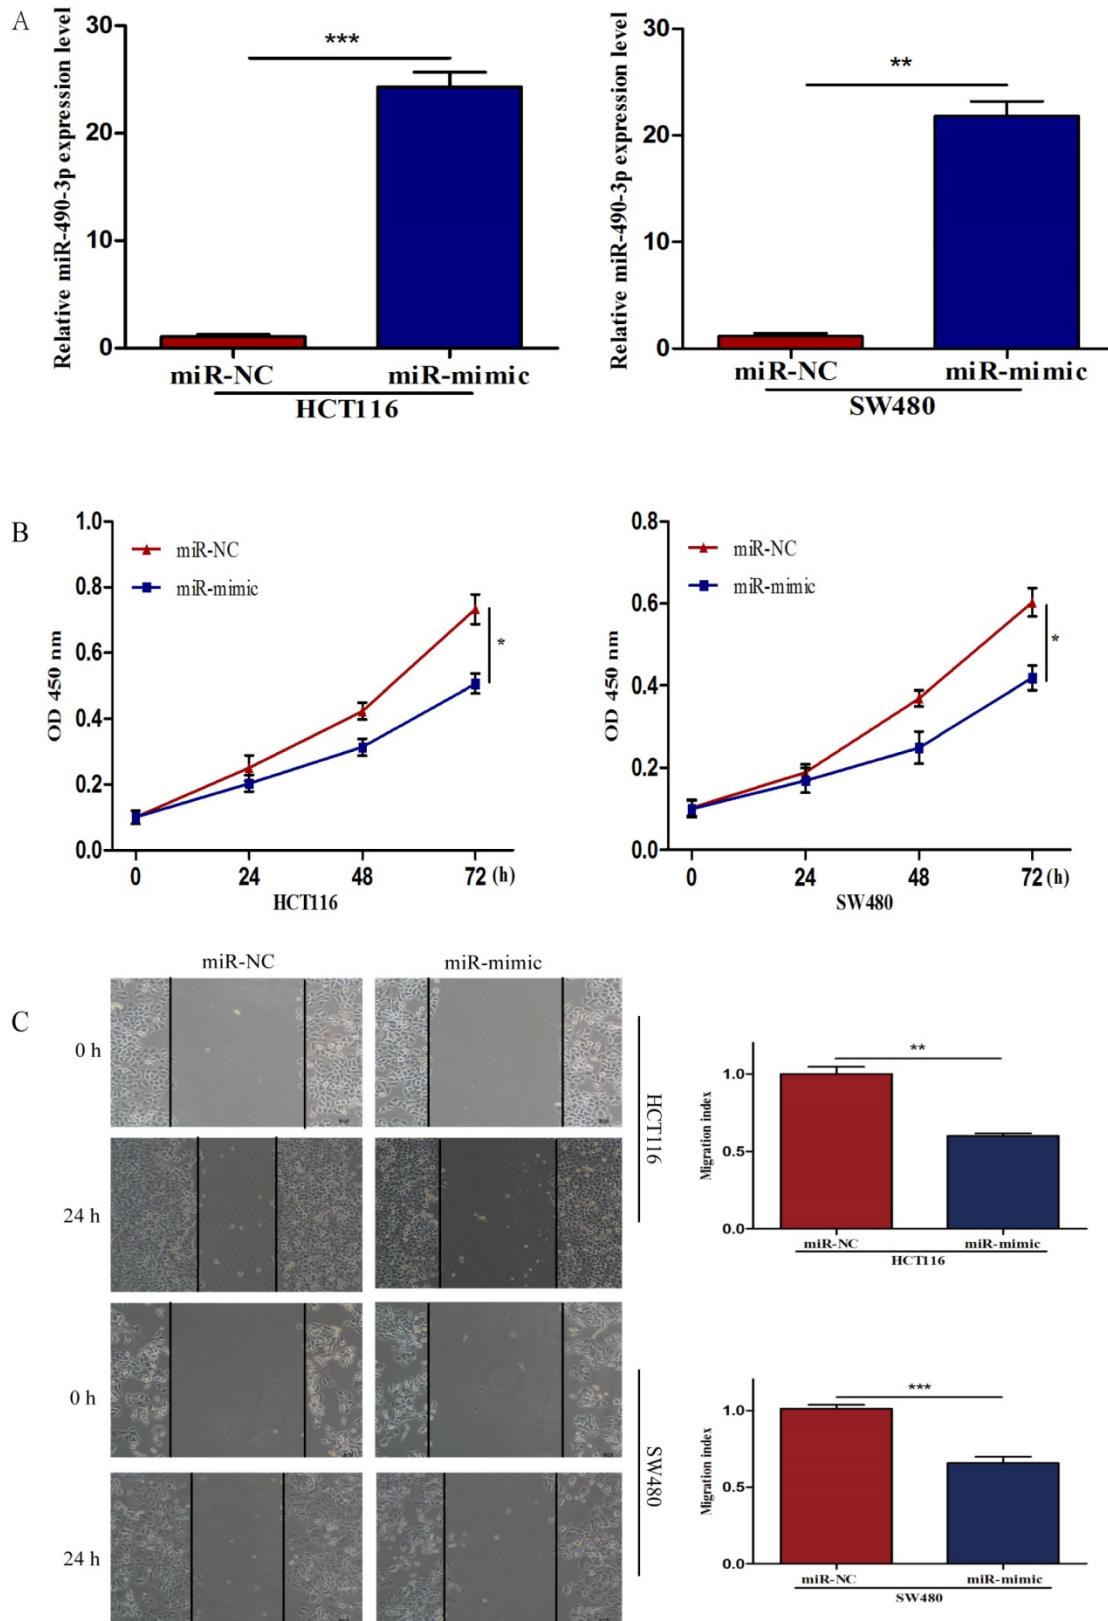 A
Relative miR-490-3p expression level
30
20
10
0
***
miR-NC
miR-mimic
HCT116
Relative miR-490-3p expression level
30
20
10
0
**
miR-NC
miR-mimic
SW480
B
OD 450 nm
1.0
0.8
0.6
0.4
0.2
0.0
miR-NC
miR-mimic
*
0 24 48 72 (h)
HCT116
OD 450 nm
0.8
0.6
0.4
0.2
0.0
miR-NC
miR-mimic
*
0 24 48 72 (h)
SW480
C
miR-NC miR-mimic
0 h
24 h
HCT116
0 h
24 h
SW480
Migration index
1.0
0.5
0.0
**
miR-NC miR-mimic
HCT116
Migration index
1.0
0.5
0.0
***
miR-NC miR-mimic
SW480